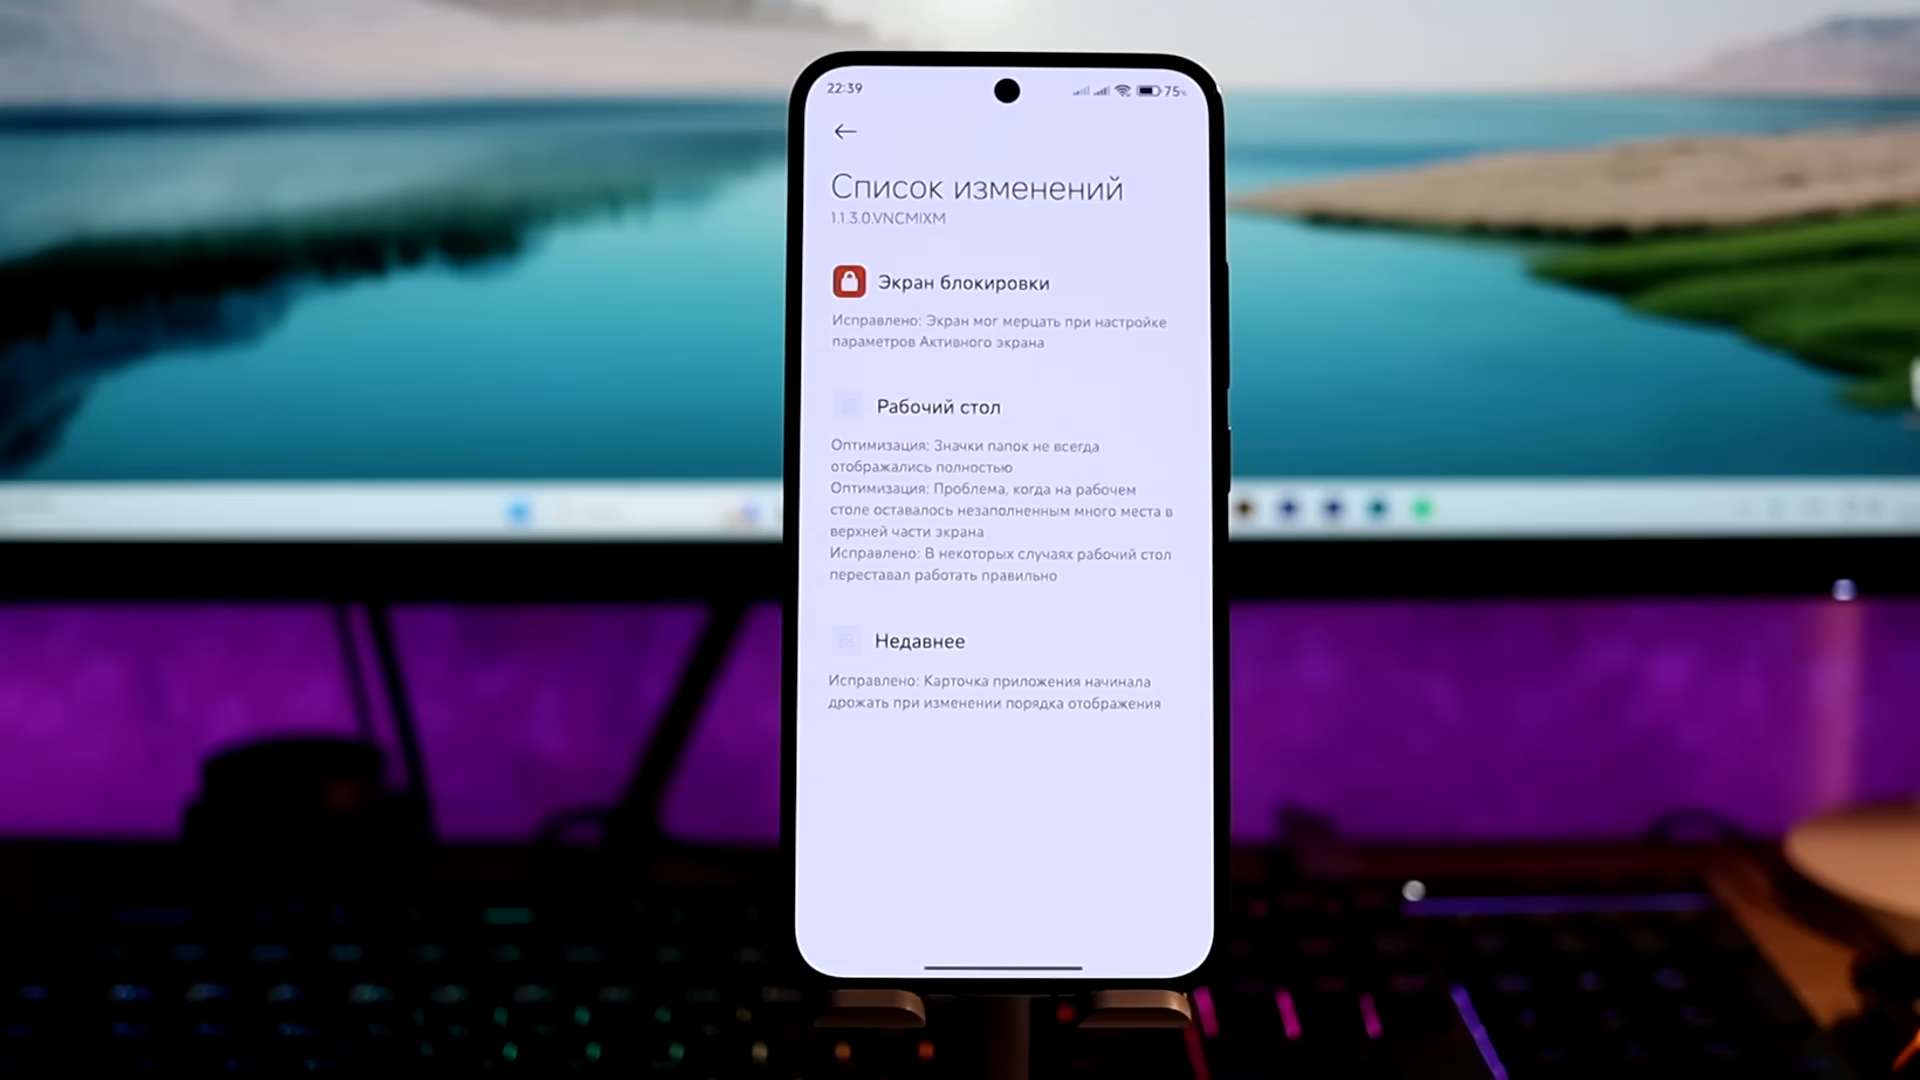 22:39
75%
Список изменений
1.1.3.0.VNCMIXM
Экран блокировки
Исправлено: Экран мог мерцать при настройке
параметров Активного экрана
Рабочий стол
Оптимизация: Значки папок не всегда
отображались полностью
Оптимизация: Проблема, когда на рабочем
столе оставалось незаполненным много места в
верхней части экрана
Исправлено: В некоторых случаях рабочий стол
переставал работать правильно
Недавнее
Исправлено: Карточка приложения начинала
дрожать при изменении порядка отображения